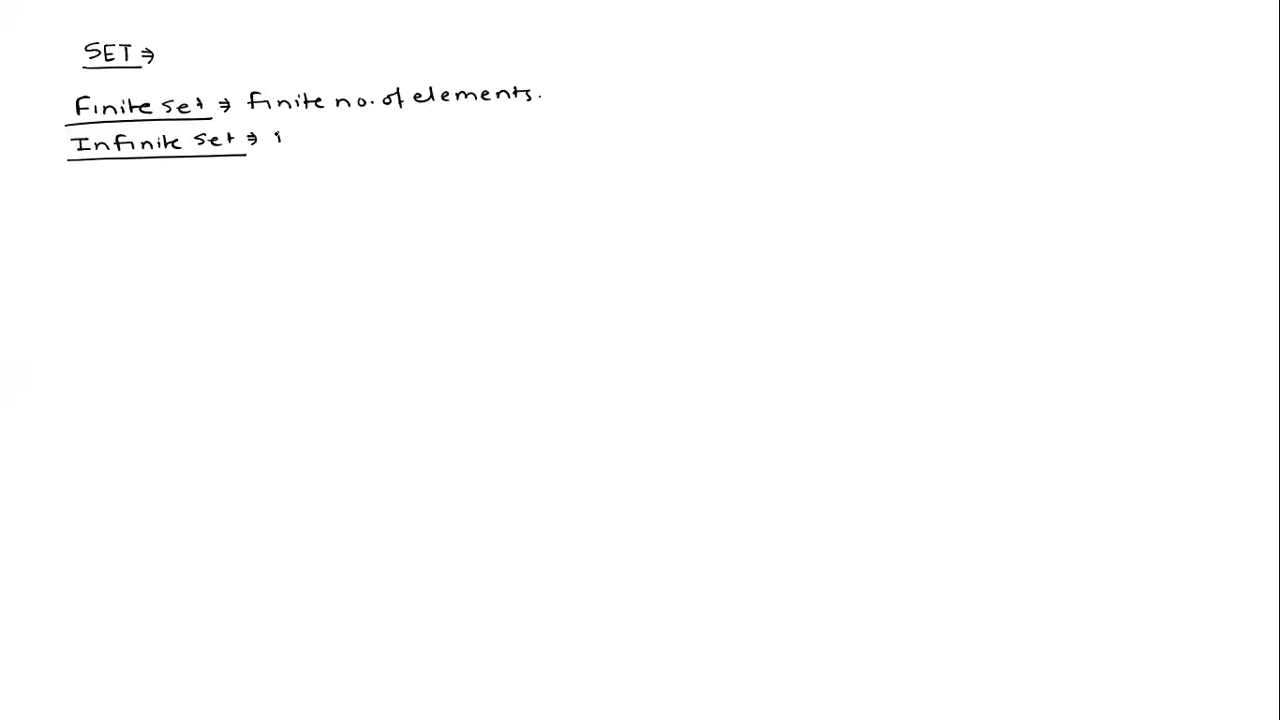 SET ⇒
Finite set ⇒ finite no. of elements.
Infinite set ⇒ i